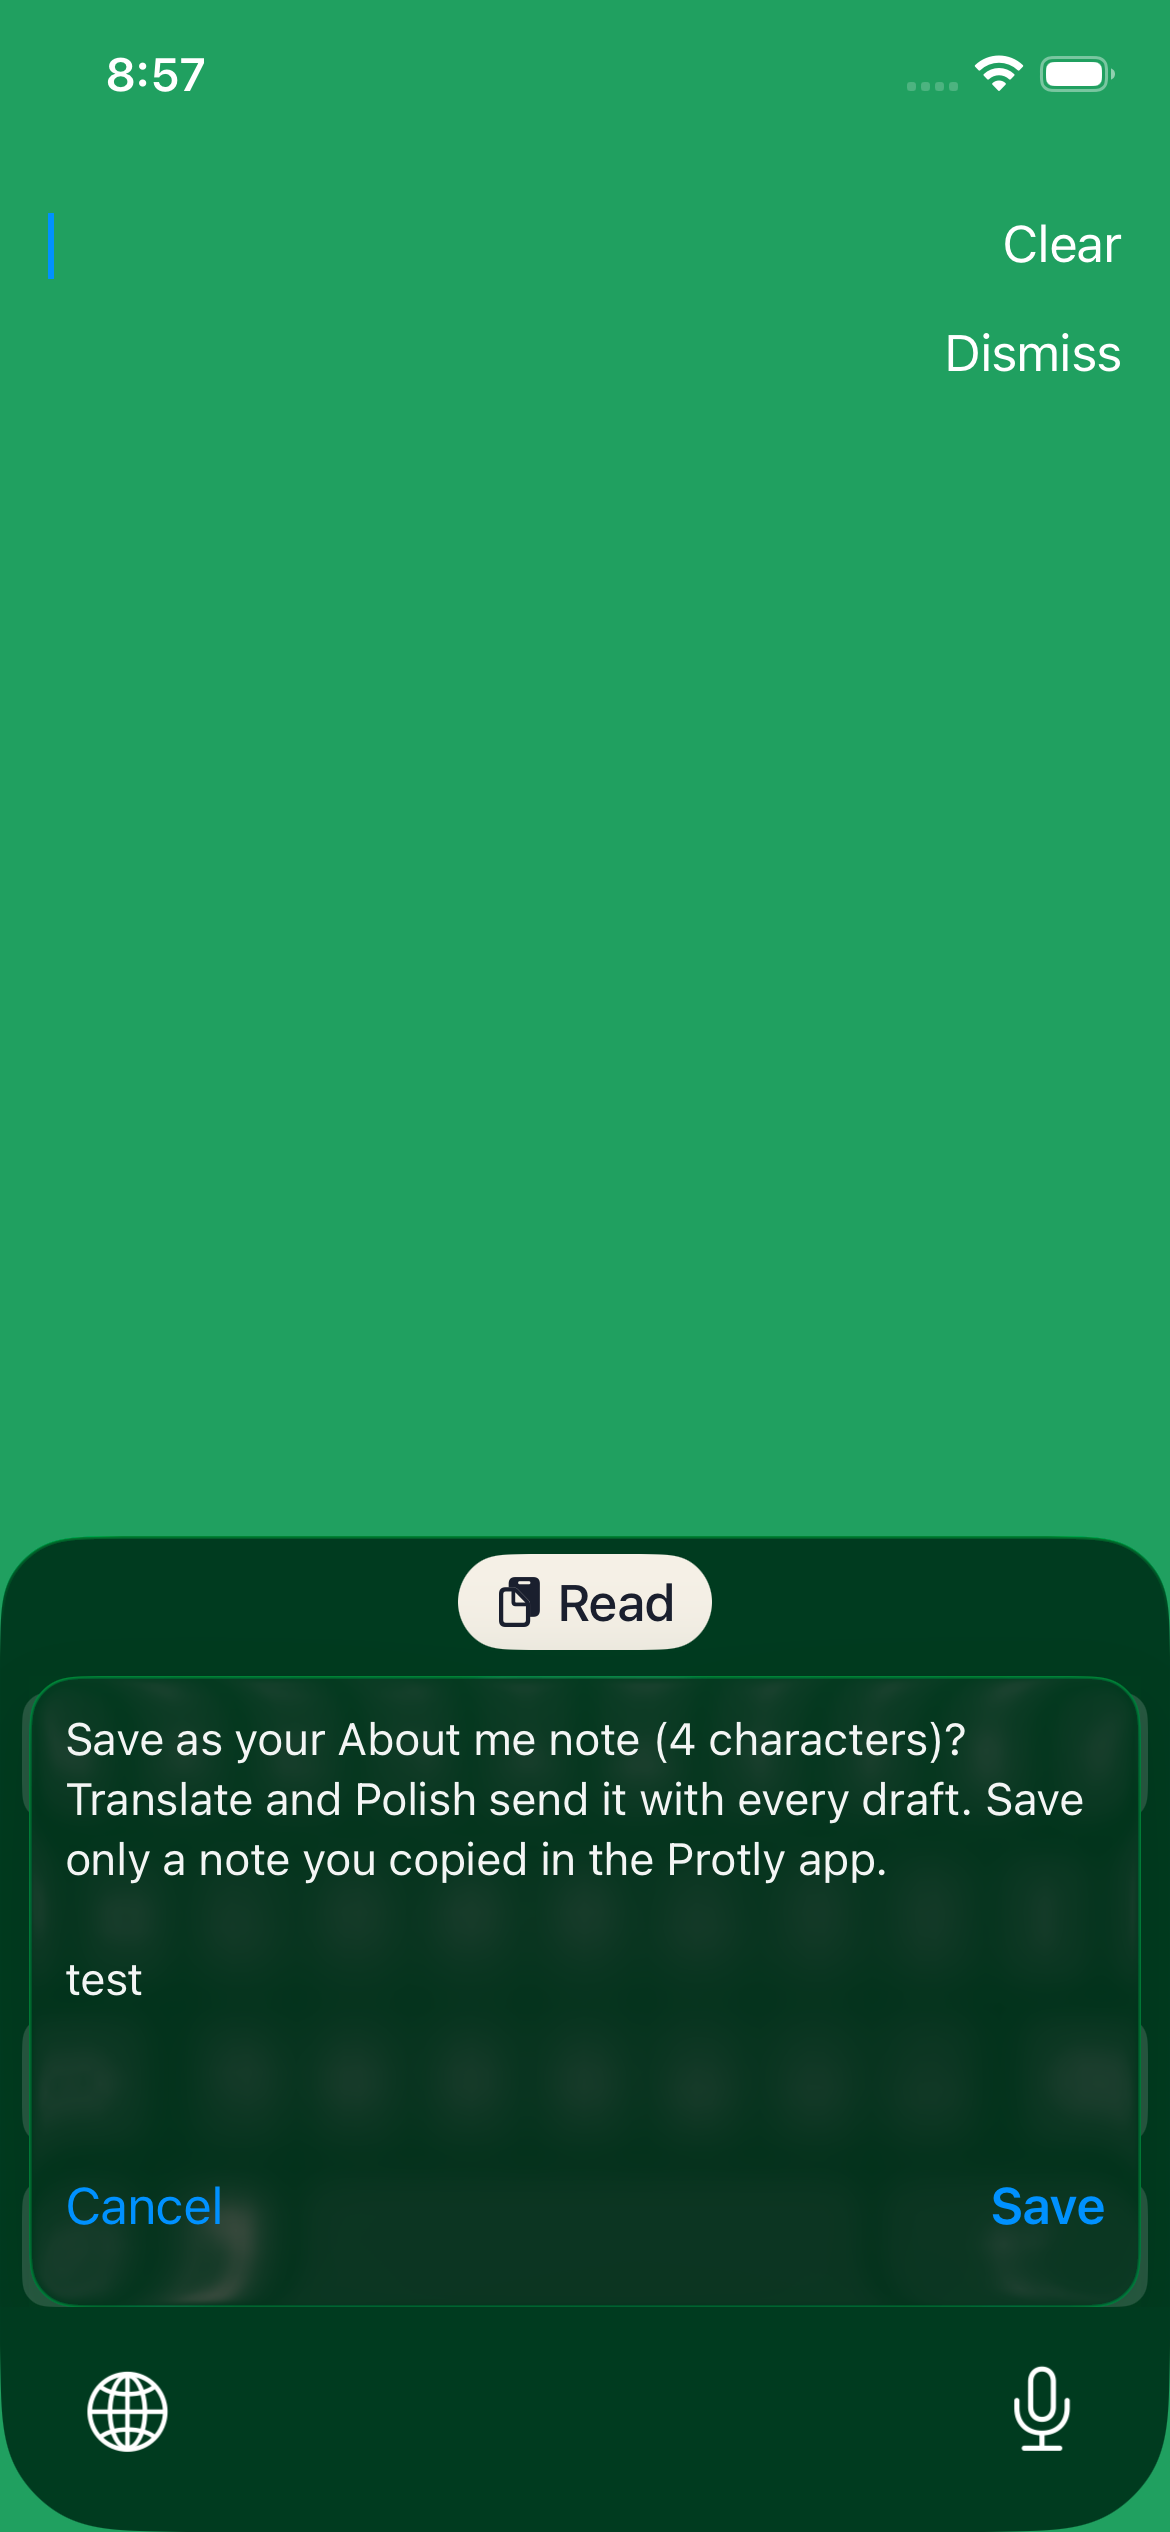 8:57
Clear
Dismiss
Read
Save as your About me note (4 characters)?
Translate and Polish send it with every draft. Save
only a note you copied in the Protly app.
test
Cancel
Save